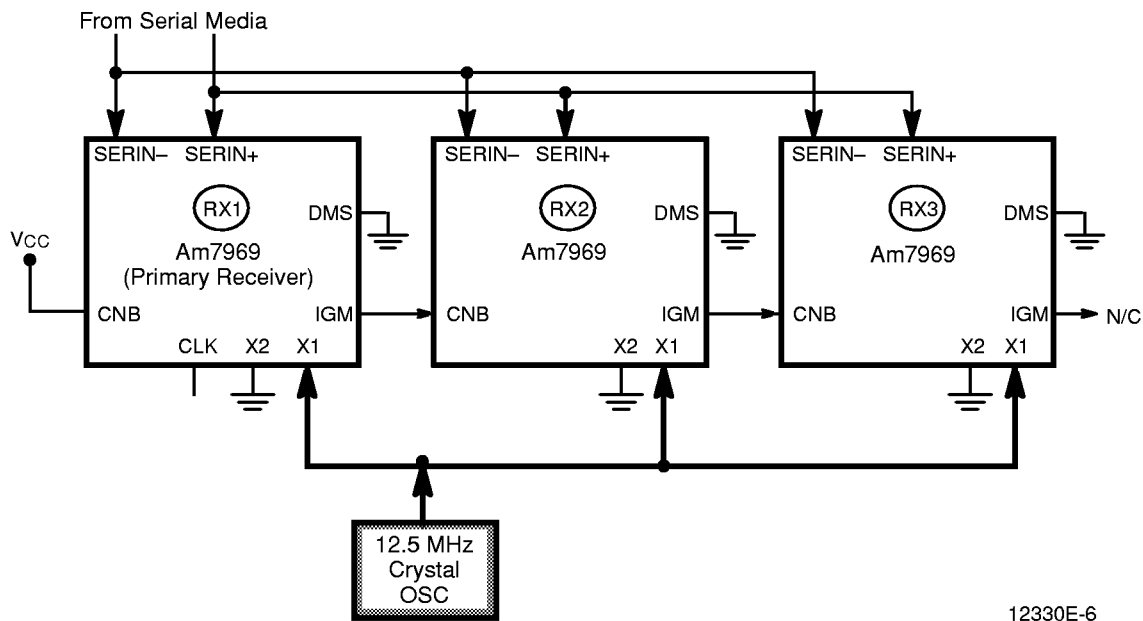 From Serial Media
SERIN– SERIN+
RX1
DMS
Am7969
(Primary Receiver)
VCC
CNB
IGM
CLK X2 X1
SERIN– SERIN+
RX2
DMS
Am7969
CNB
IGM
X2 X1
SERIN– SERIN+
RX3
DMS
Am7969
CNB
IGM
N/C
X2 X1
12.5 MHz
Crystal
OSC
12330E-6